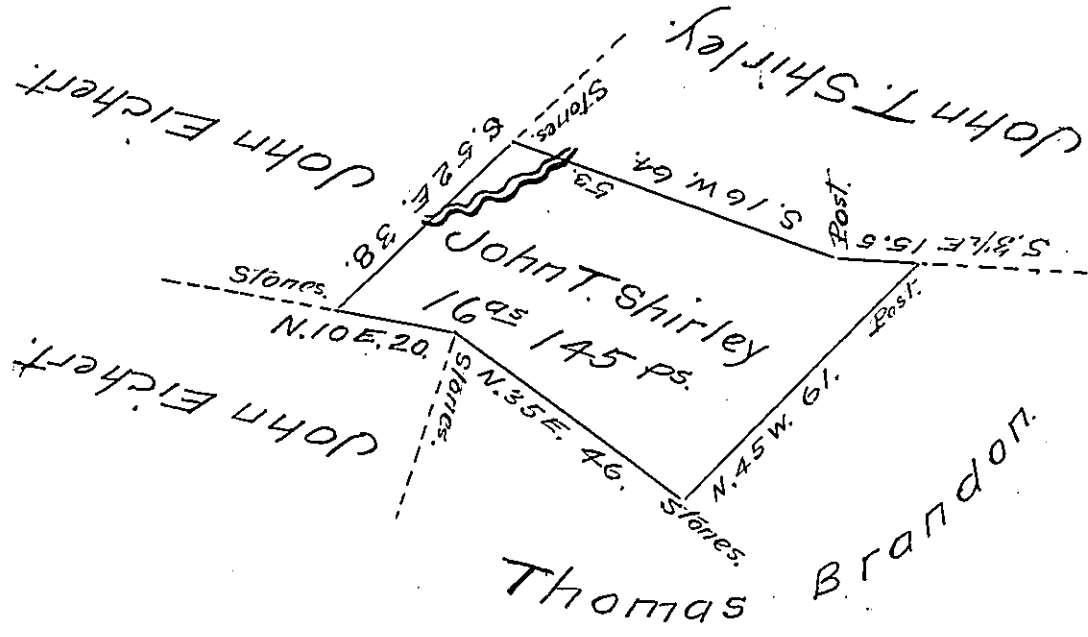 John T. Shirley.
John Eichert.
Stones.
S. 52 E.
38.
53.
S. 16 W. 64.
Post.
S. 3½ E 15.5
Stones.
John T. Shirley
16 as 145 ps.
N. 10 E. 20.
Stones.
N. 35 E. 46.
Post.
N. 45 W. 61.
Stones.
John Eichert.
Thomas Brandon.